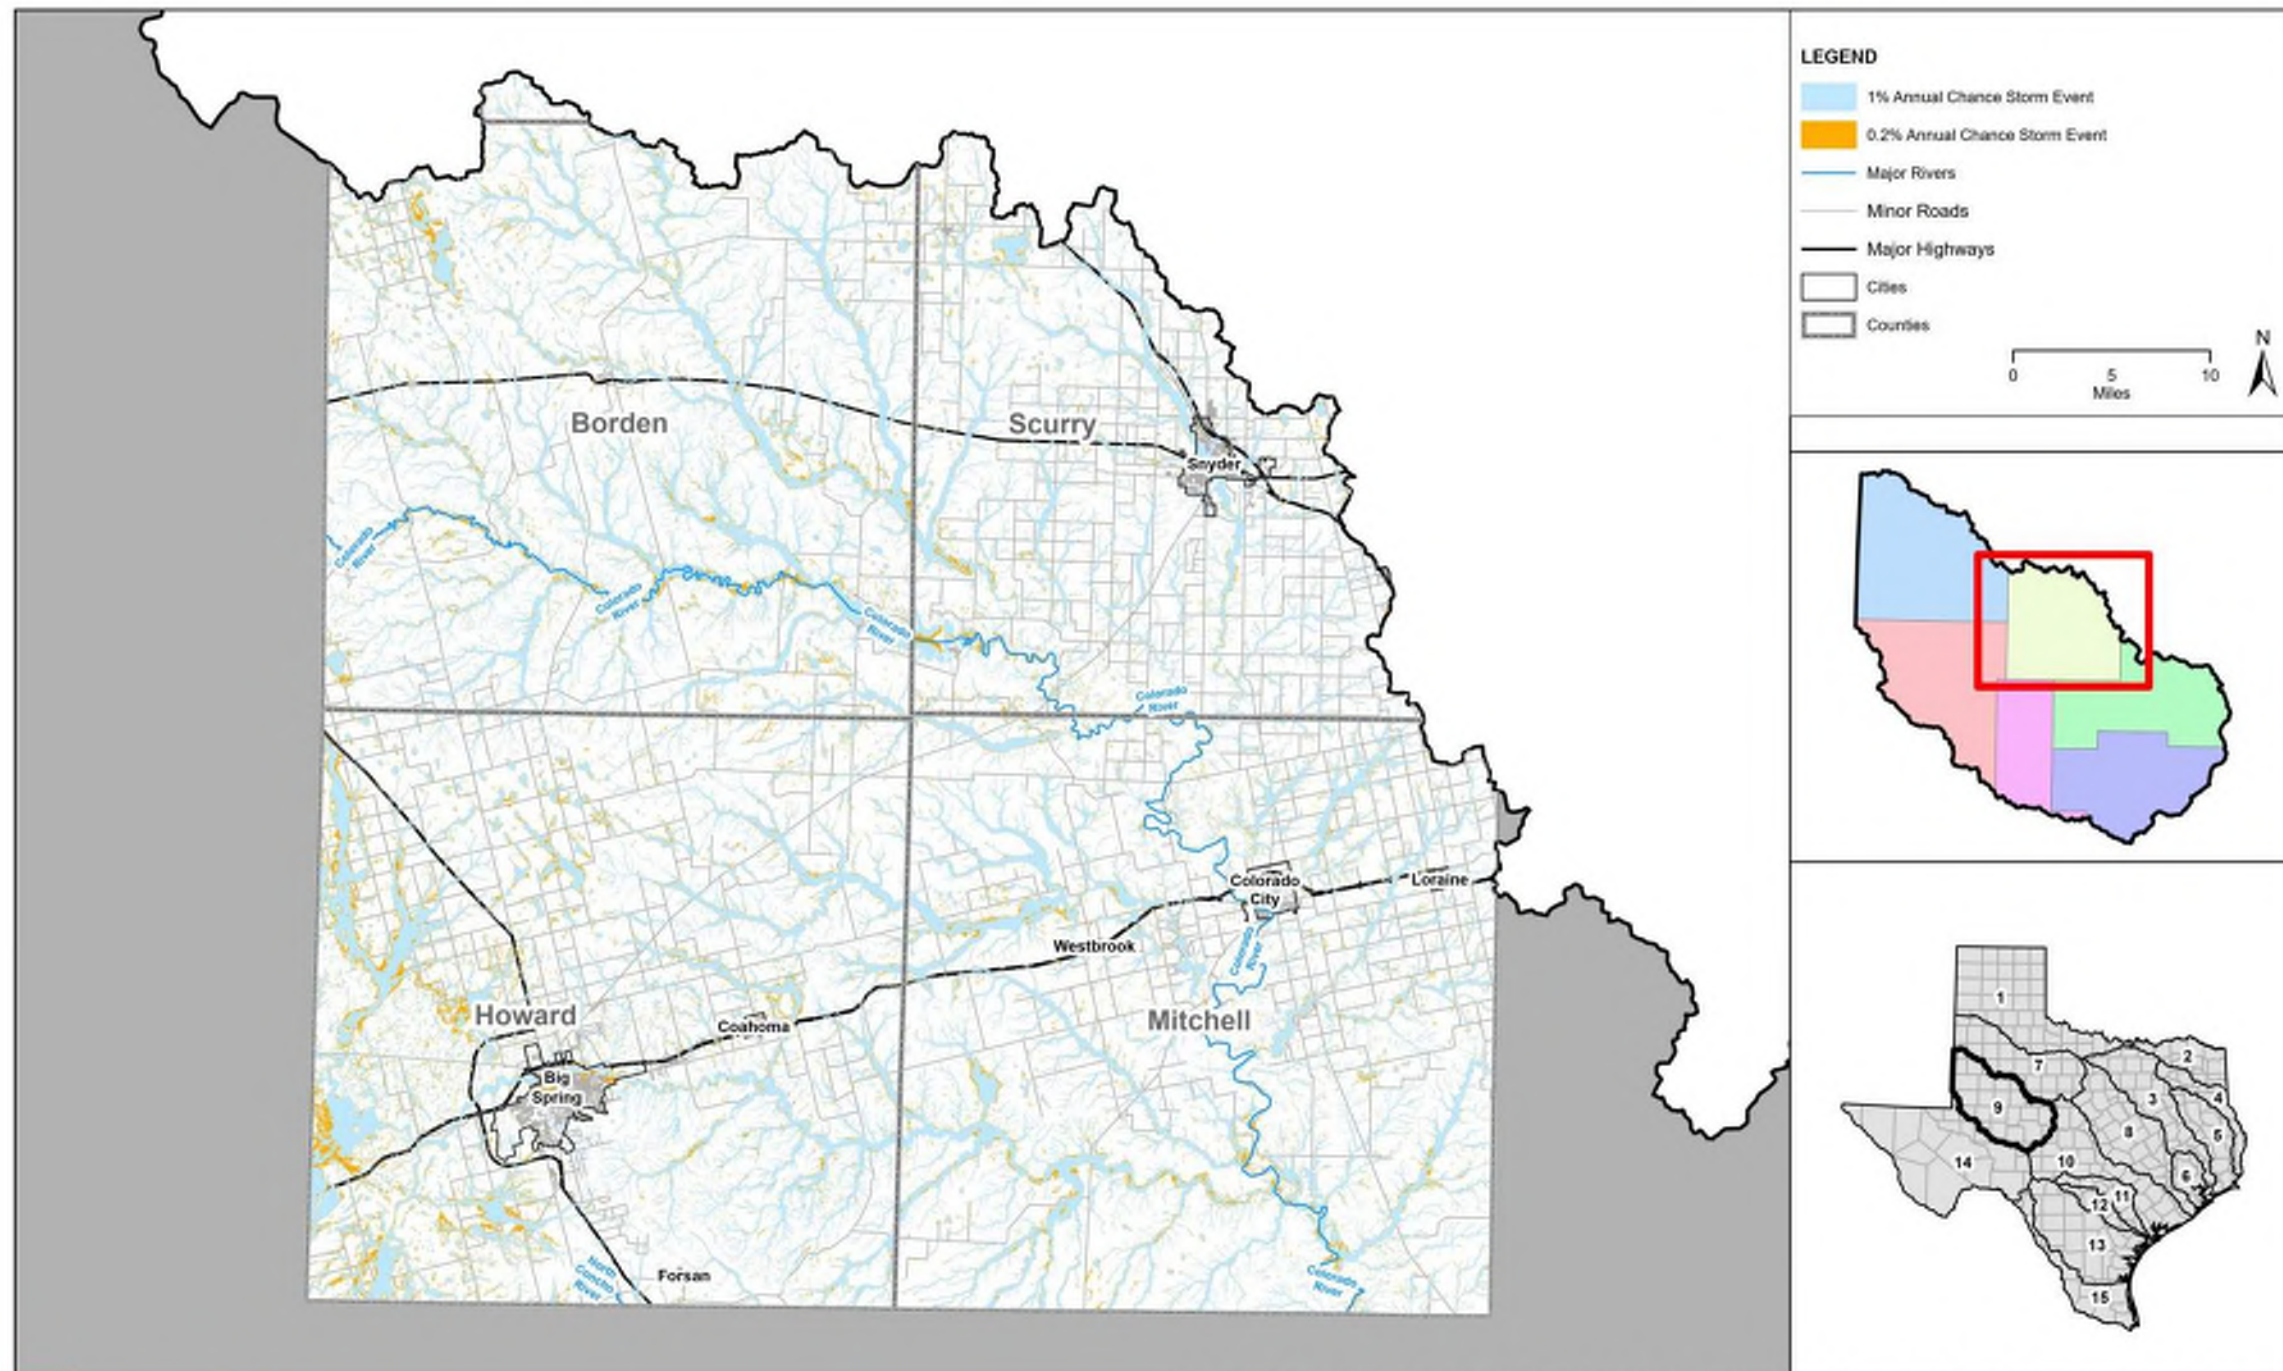 LEGEND
1% Annual Chance Storm Event
0.2% Annual Chance Storm Event
Major Rivers
Minor Roads
Major Highways
Cities
Counties
N
0 5 10
Miles
Borden
Scurry
Snyder
Colorado
River
Colorado
River
Colorado
River
Colorado
River
Colorado
City
Loraine
Westbrook
Colorado
River
Howard
Mitchell
Coahoma
Big
Spring
Forsan
North
Concho
River
Colorado
River
1
2
7
3
4
9
8
5
14
10
6
11
12
13
15